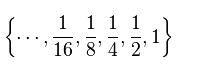 {⋯, 1/16, 1/8, 1/4, 1/2, 1}